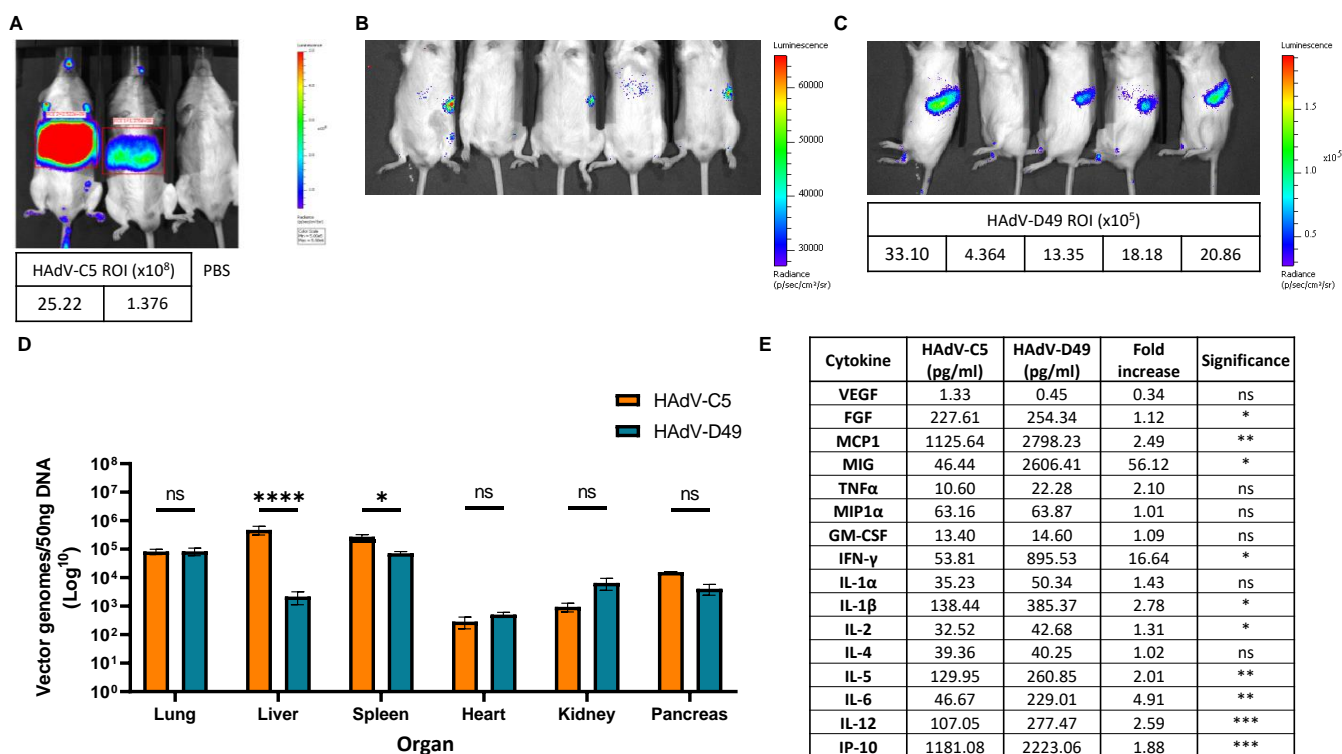 A
Luminescence
Radiance
(p/sec/cm²/sr)
Color Scale
HAdV-C5 ROI (x10⁸)
25.22 1.376
PBS
B
Luminescence
60000
50000
40000
30000
Radiance
(p/sec/cm²/sr)
C
Luminescence
1.5
1.0
x10⁵
0.5
Radiance
(p/sec/cm²/sr)
HAdV-D49 ROI (x10⁵)
33.10 4.364 13.35 18.18 20.86
D
HAdV-C5
HAdV-D49
Vector genomes/50ng DNA
(Log¹⁰)
10⁸
10⁷
10⁶
10⁵
10⁴
10³
10²
10¹
10⁰
ns **** * ns ns ns
Lung Liver Spleen Heart Kidney Pancreas
Organ
E
Cytokine HAdV-C5 (pg/ml) HAdV-D49 (pg/ml) Fold increase Significance
VEGF 1.33 0.45 0.34 ns
FGF 227.61 254.34 1.12 *
MCP1 1125.64 2798.23 2.49 **
MIG 46.44 2606.41 56.12 *
TNFα 10.60 22.28 2.10 ns
MIP1α 63.16 63.87 1.01 ns
GM-CSF 13.40 14.60 1.09 ns
IFN-γ 53.81 895.53 16.64 *
IL-1α 35.23 50.34 1.43 ns
IL-1β 138.44 385.37 2.78 *
IL-2 32.52 42.68 1.31 *
IL-4 39.36 40.25 1.02 ns
IL-5 129.95 260.85 2.01 **
IL-6 46.67 229.01 4.91 **
IL-12 107.05 277.47 2.59 ***
IP-10 1181.08 2223.06 1.88 ***